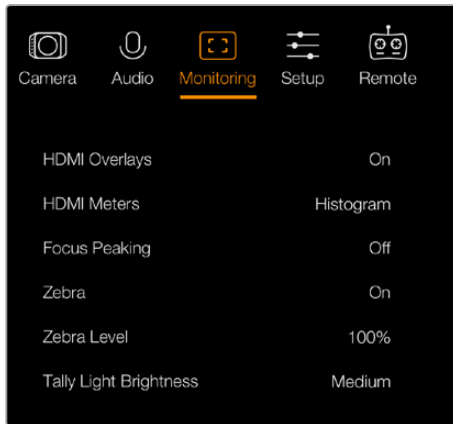 Camera Audio Monitoring Setup Remote
HDMI Overlays On
HDMI Meters Histogram
Focus Peaking Off
Zebra On
Zebra Level 100%
Tally Light Brightness Medium